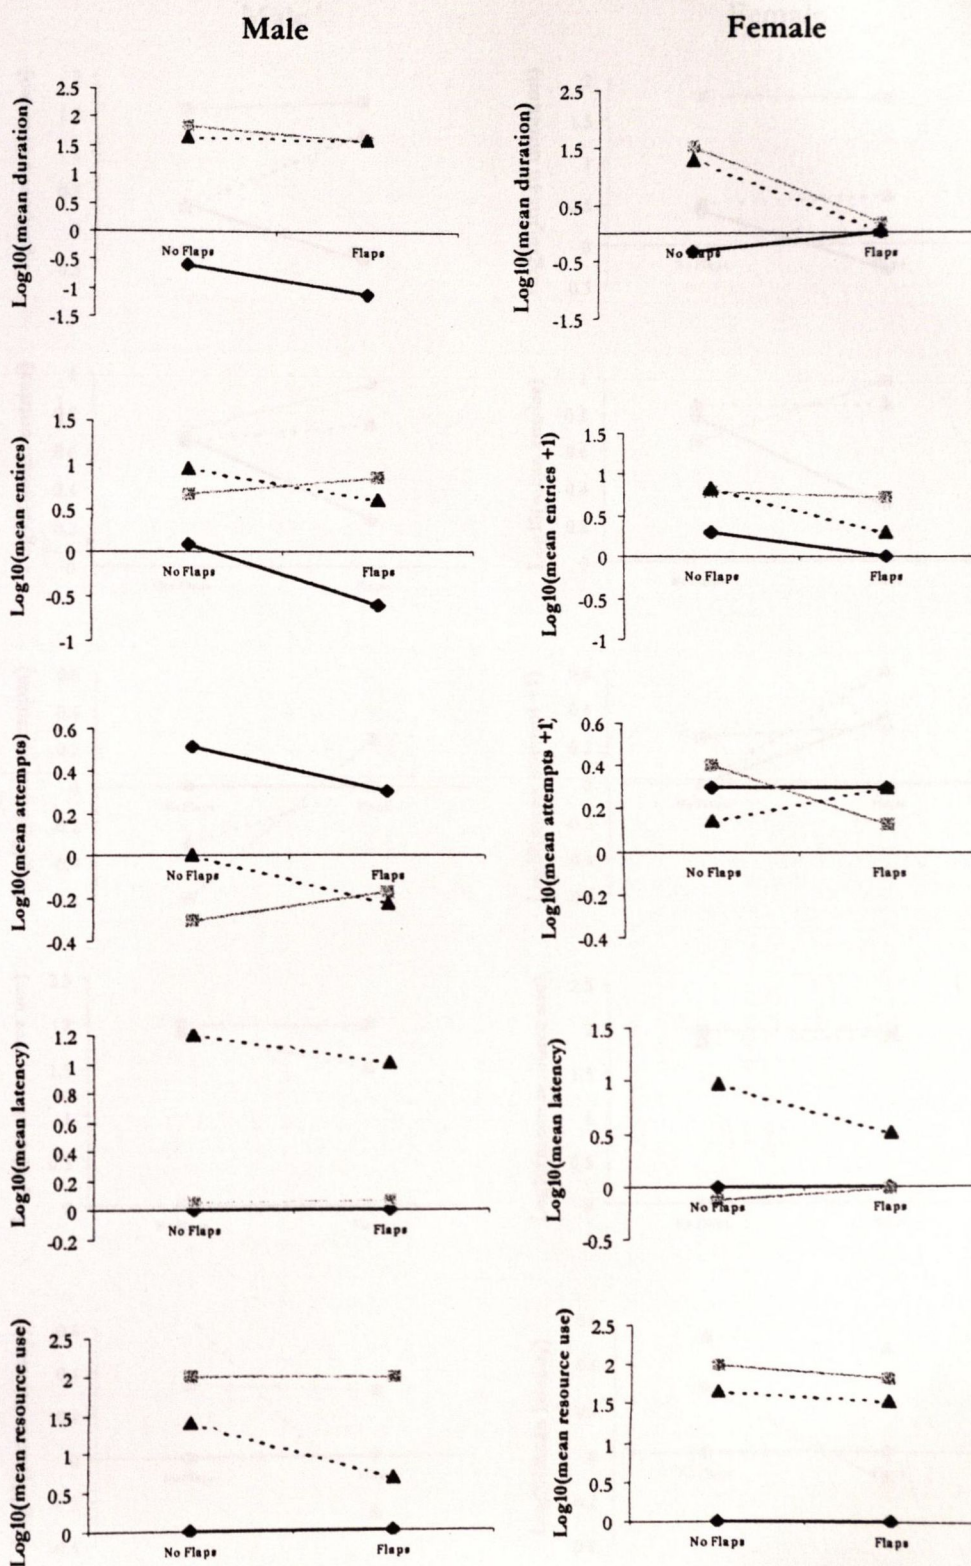 Male
Log10(mean duration)
2.5
2
1.5
1
0.5
0
-0.5
-1
-1.5
No Flaps
Flaps
Log10(mean entires)
1.5
1
0.5
0
-0.5
-1
No Flaps
Flaps
Log10(mean attempts)
0.6
0.4
0.2
0
-0.2
-0.4
No Flaps
Flaps
Log10(mean latency)
1.2
1
0.8
0.6
0.4
0.2
0
-0.2
No Flaps
Flaps
Log10(mean resource use)
2.5
2
1.5
1
0.5
0
No Flaps
Flaps
Female
Log10(mean duration)
2.5
1.5
0.5
-0.5
-1.5
No Flaps
Flaps
Log10(mean entries +1)
1.5
1
0.5
0
-0.5
-1
No Flaps
Flaps
Log10(mean attempts +1)
0.6
0.4
0.2
0
-0.2
-0.4
No Flaps
Flaps
Log10(mean latency)
1.5
1
0.5
0
-0.5
No Flaps
Flaps
Log10(mean resource use)
2.5
2
1.5
1
0.5
0
No Flaps
Flaps